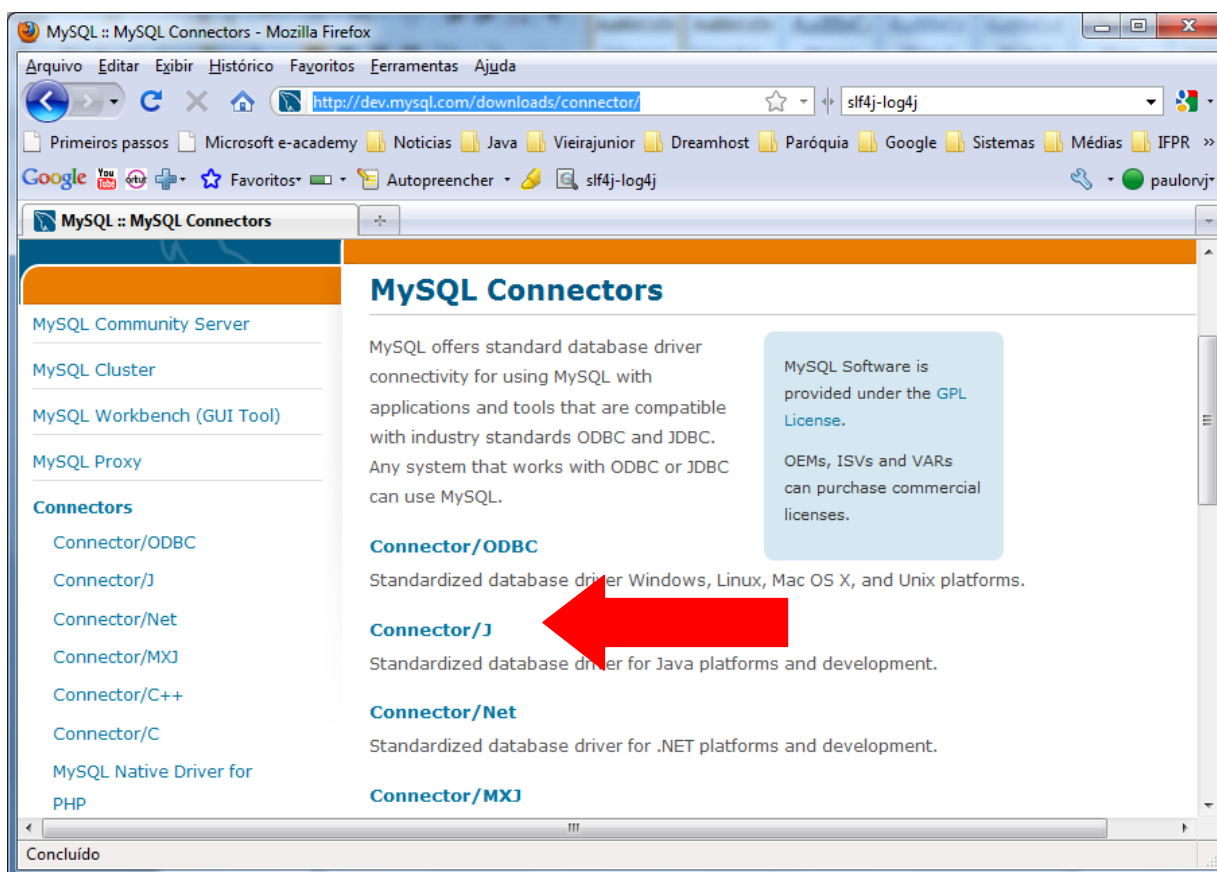 MySQL :: MySQL Connectors - Mozilla Firefox
Arquivo Editar Exibir Histórico Favoritos Ferramentas Ajuda
http://dev.mysql.com/downloads/connector/
slf4j-log4j
Primeiros passos Microsoft e-academy Noticias Java Vieirajunior Dreamhost Paróquia Google Sistemas Médias IFPR »
Google You Tube orkut Favoritos Autopreencher slf4j-log4j paulorvj
MySQL :: MySQL Connectors
MySQL Community Server
MySQL Cluster
MySQL Workbench (GUI Tool)
MySQL Proxy
Connectors
Connector/ODBC
Connector/J
Connector/Net
Connector/MXJ
Connector/C++
Connector/C
MySQL Native Driver for
PHP
MySQL Connectors
MySQL offers standard database driver
connectivity for using MySQL with
applications and tools that are compatible
with industry standards ODBC and JDBC.
Any system that works with ODBC or JDBC
can use MySQL.
MySQL Software is
provided under the GPL
License.
OEMs, ISVs and VARs
can purchase commercial
licenses.
Connector/ODBC
Standardized database driver Windows, Linux, Mac OS X, and Unix platforms.
Connector/J
Standardized database driver for Java platforms and development.
Connector/Net
Standardized database driver for .NET platforms and development.
Connector/MXJ
Concluído